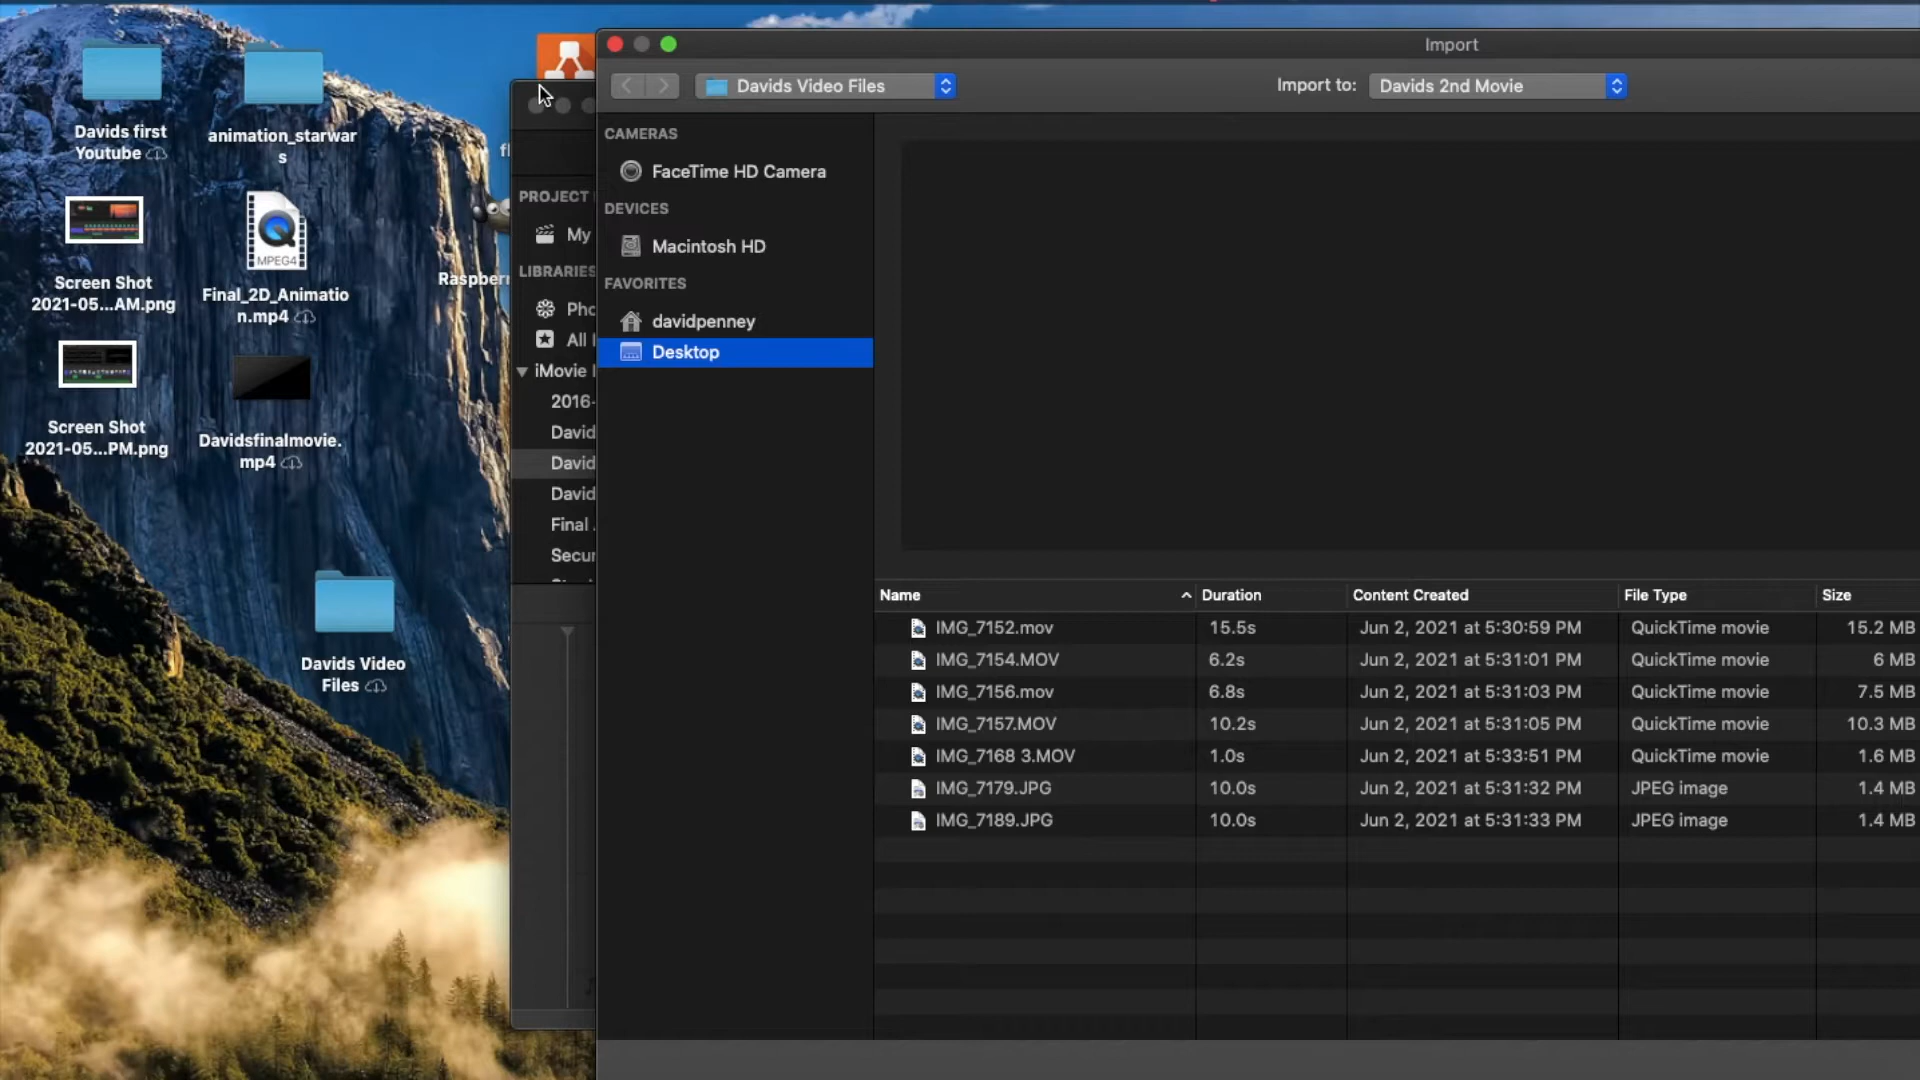 Davids first
Youtube
animation_starwar
s
Screen Shot
2021-05...AM.png
MPEG4
Final_2D_Animatio
n.mp4
Screen Shot
2021-05...PM.png
Davidsfinalmovie.
mp4
Davids Video
Files
fl
Raspberr
PROJECT
My
LIBRARIES
Pho
All
iMovie
2016-
David
David
David
Final
Secur
Import
Davids Video Files
Import to:
Davids 2nd Movie
CAMERAS
FaceTime HD Camera
DEVICES
Macintosh HD
FAVORITES
davidpenney
Desktop
Name Duration Content Created File Type Size
IMG_7152.mov 15.5s Jun 2, 2021 at 5:30:59 PM QuickTime movie 15.2 MB
IMG_7154.MOV 6.2s Jun 2, 2021 at 5:31:01 PM QuickTime movie 6 MB
IMG_7156.mov 6.8s Jun 2, 2021 at 5:31:03 PM QuickTime movie 7.5 MB
IMG_7157.MOV 10.2s Jun 2, 2021 at 5:31:05 PM QuickTime movie 10.3 MB
IMG_7168 3.MOV 1.0s Jun 2, 2021 at 5:33:51 PM QuickTime movie 1.6 MB
IMG_7179.JPG 10.0s Jun 2, 2021 at 5:31:32 PM JPEG image 1.4 MB
IMG_7189.JPG 10.0s Jun 2, 2021 at 5:31:33 PM JPEG image 1.4 MB